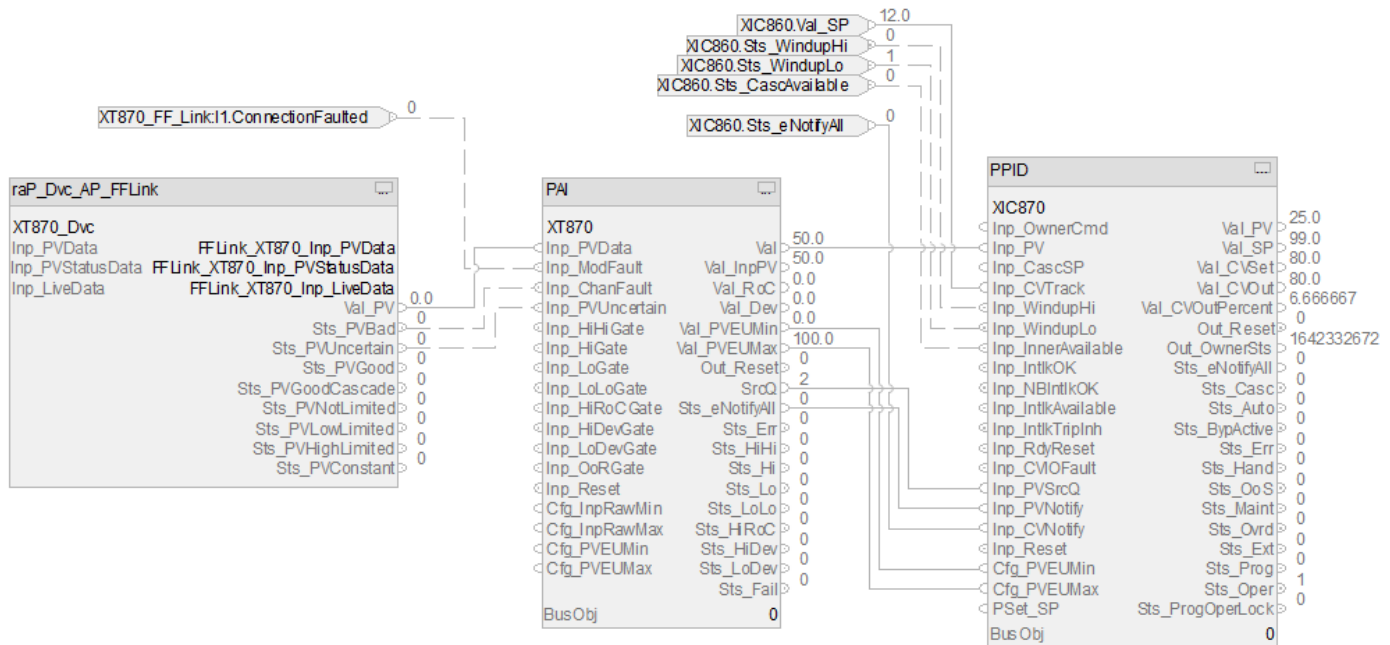 XIC860.Val_SP 12.0
XIC860.Sts_WindupHi 0
XIC860.Sts_WindupLo 1
XIC860.Sts_CascAvailable 0
XT870_FF_Link:I1.ConnectionFaulted 0
XIC860.Sts_eNotifyAll 0
raP_Dvc_AP_FFLink ...
XT870_Dvc
Inp_PVData FFLink_XT870_Inp_PVData
Inp_PVStatusData FFLink_XT870_Inp_PVStatusData
Inp_LiveData FFLink_XT870_Inp_LiveData
Val_PV 0.0
Sts_PVBad 0
Sts_PVUncertain 0
Sts_PVGood 0
Sts_PVGoodCascade 0
Sts_PVNotLimited 0
Sts_PVLowLimited 0
Sts_PVHighLimited 0
Sts_PVConstant 0
PAI ...
XT870
Inp_PVData Val 50.0
Inp_ModFault Val_InpPV 50.0
Inp_ChanFault Val_RoC 0.0
Inp_PVUncertain Val_Dev 0.0
Inp_HiHiGate Val_PVEUMin 0.0
Inp_HiGate Val_PVEUMax 100.0
Inp_LoGate Out_Reset 0
Inp_LoLoGate SrcQ 2
Inp_HiRoCGate Sts_eNotifyAll 0
Inp_HiDevGate Sts_Err 0
Inp_LoDevGate Sts_HiHi 0
Inp_OoRGate Sts_Hi 0
Inp_Reset Sts_Lo 0
Cfg_InpRawMin Sts_LoLo 0
Cfg_InpRawMax Sts_HiRoC 0
Cfg_PVEUMin Sts_HiDev 0
Cfg_PVEUMax Sts_LoDev 0
Sts_Fail 0
BusObj 0
PPID ...
XIC870
Inp_OwnerCmd Val_PV 25.0
Inp_PV Val_SP 99.0
Inp_CascSP Val_CVSet 80.0
Inp_CVTrack Val_CVOut 80.0
Inp_WindupHi Val_CVOutPercent 6.666667
Inp_WindupLo Out_Reset 0
Inp_InnerAvailable Out_OwnerSts 1642332672
Inp_IntlkOK Sts_eNotifyAll 0
Inp_NBIntlkOK Sts_Casc 0
Inp_IntlkAvailable Sts_Auto 0
Inp_IntlkTripInh Sts_BypActive 0
Inp_RdyReset Sts_Err 0
Inp_CVIOFault Sts_Hand 0
Inp_PVSrcQ Sts_OoS 0
Inp_PVNotify Sts_Maint 0
Inp_CVNotify Sts_Ovrd 0
Inp_Reset Sts_Ext 0
Cfg_PVEUMin Sts_Prog 0
Cfg_PVEUMax Sts_Oper 1
PSet_SP Sts_ProgOperLock 0
BusObj 0